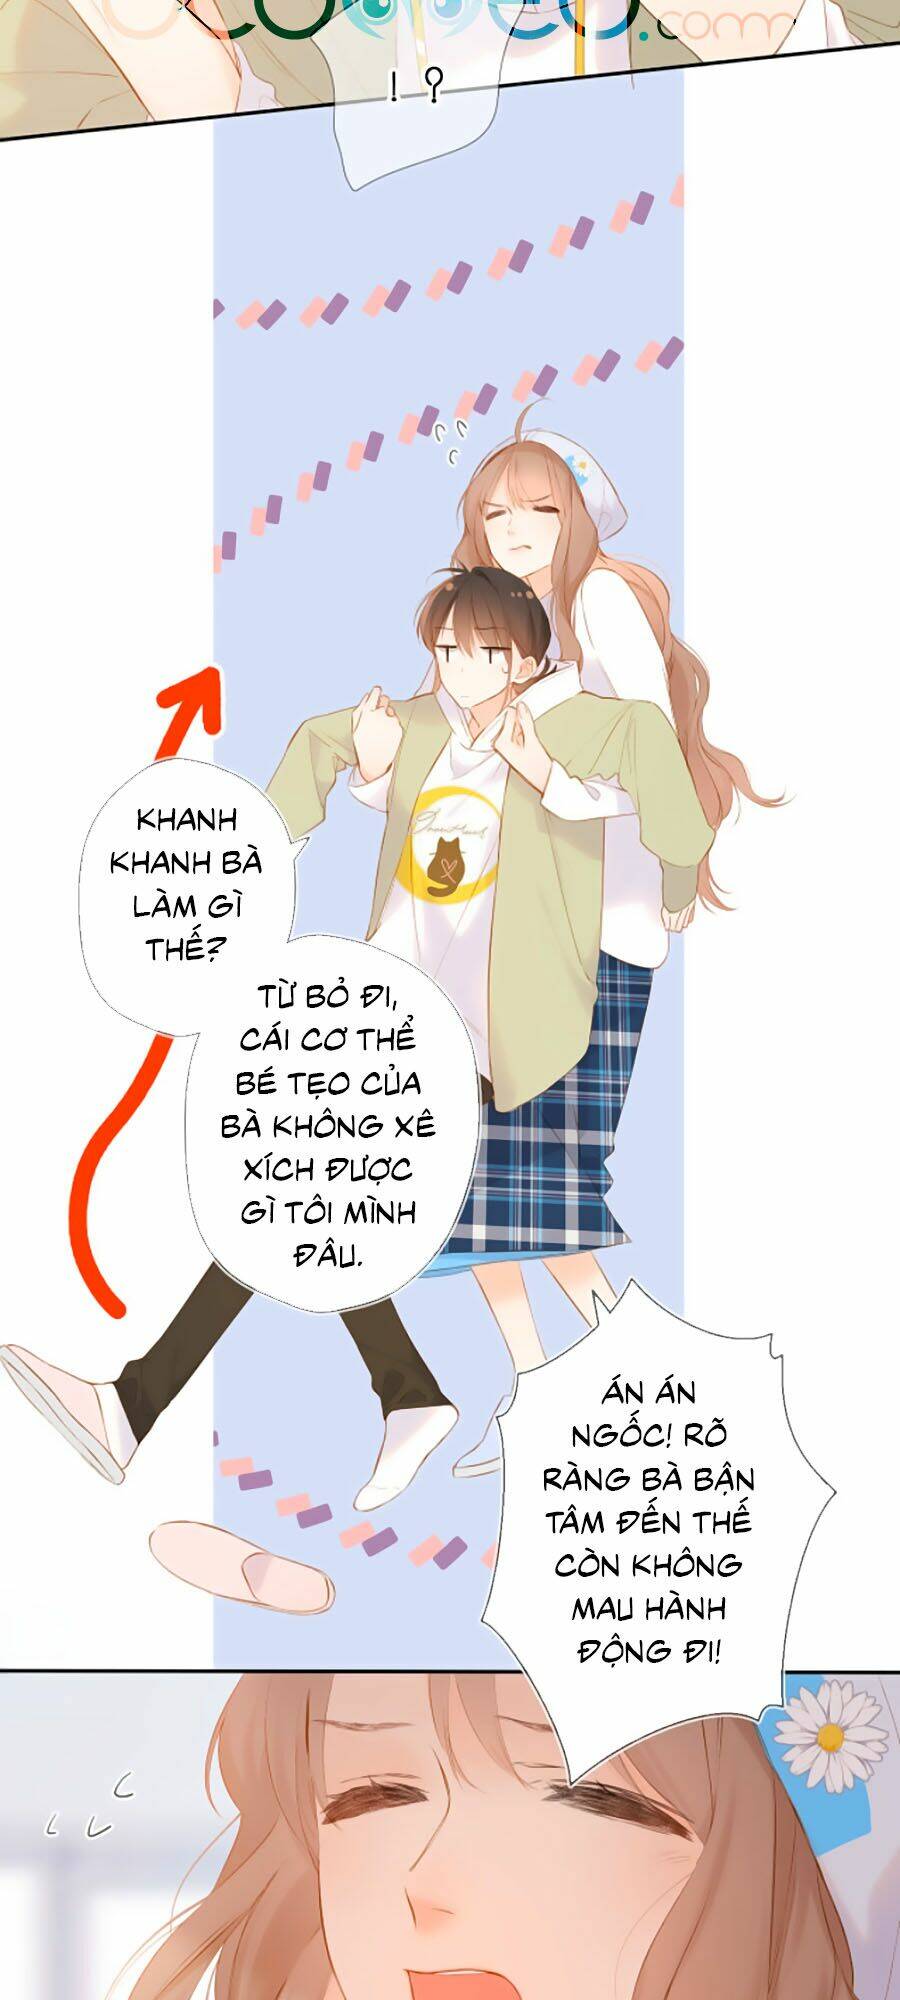 ! ?
KHANH
KHANH BÀ
LÀM GÌ
THẾ?
TỪ BỎ ĐI,
CÁI CƠ THỂ
BÉ TẸO CỦA
BÀ KHÔNG XÊ
XÍCH ĐƯỢC
GÌ TÔI MÌNH
ĐÂU.
ÁN ÁN
NGỐC! RÕ
RÀNG BÀ BẬN
TÂM ĐẾN THẾ
CÒN KHÔNG
MAU HÀNH
ĐỘNG ĐI!